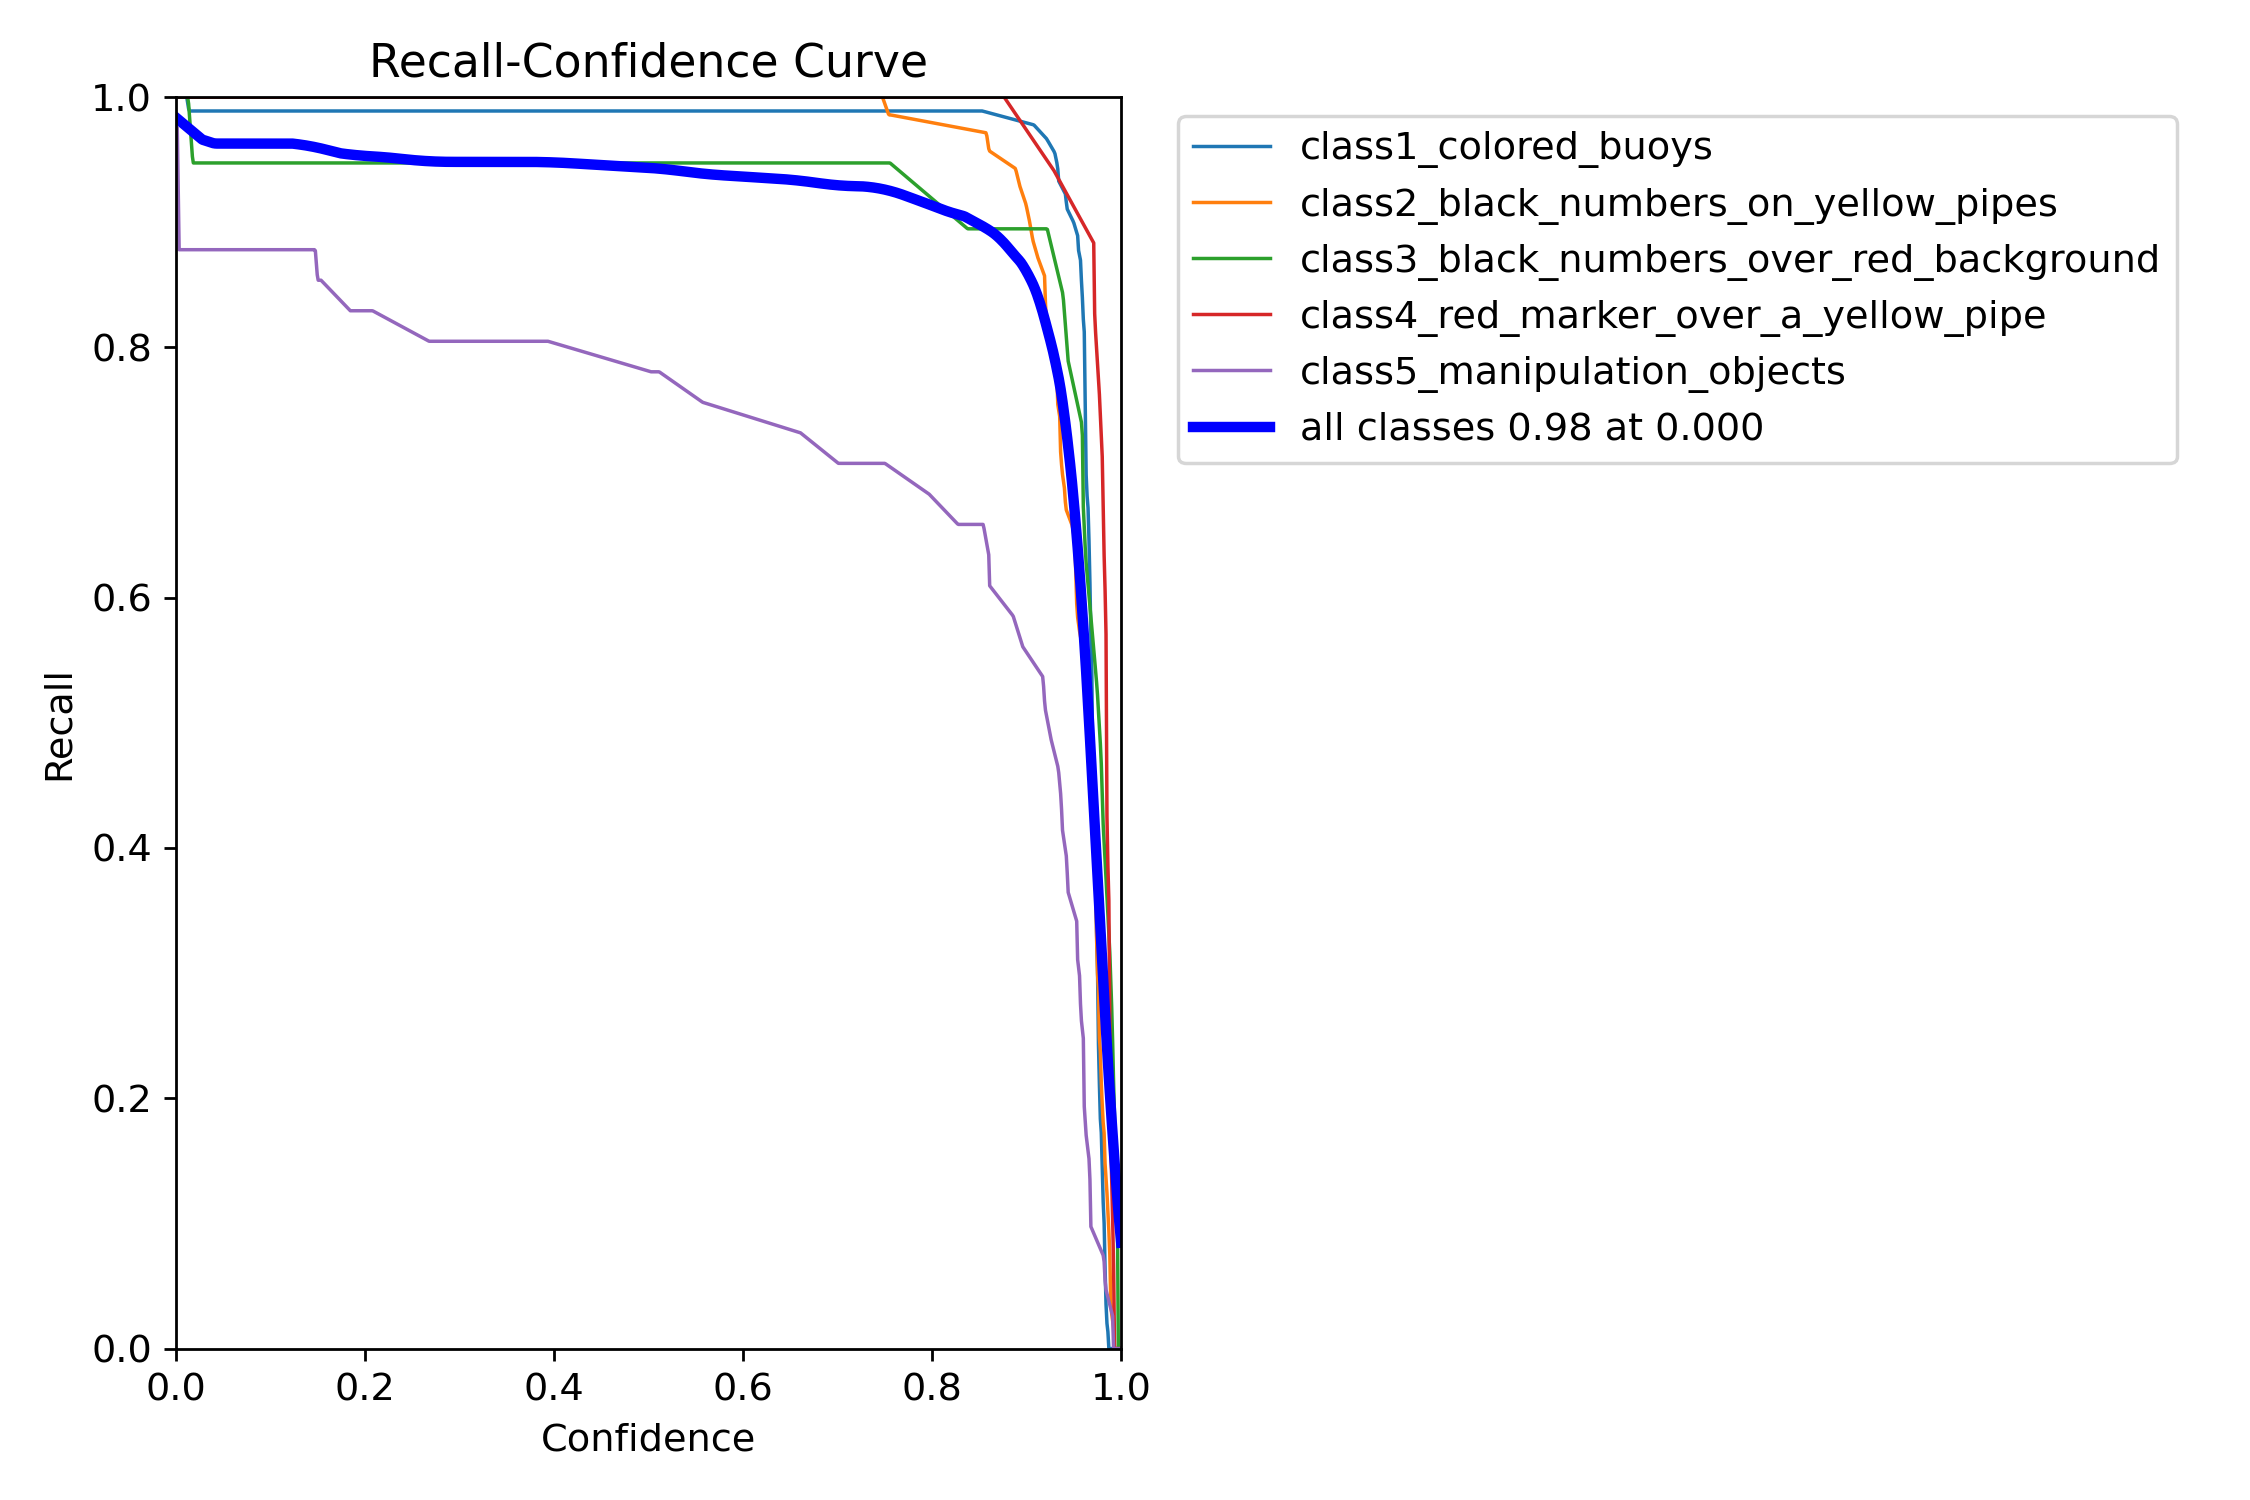 Recall-Confidence Curve
1.0
0.8
0.6
0.4
0.2
0.0
Recall
0.0 0.2 0.4 0.6 0.8 1.0
Confidence
class1_colored_buoys
class2_black_numbers_on_yellow_pipes
class3_black_numbers_over_red_background
class4_red_marker_over_a_yellow_pipe
class5_manipulation_objects
all classes 0.98 at 0.000